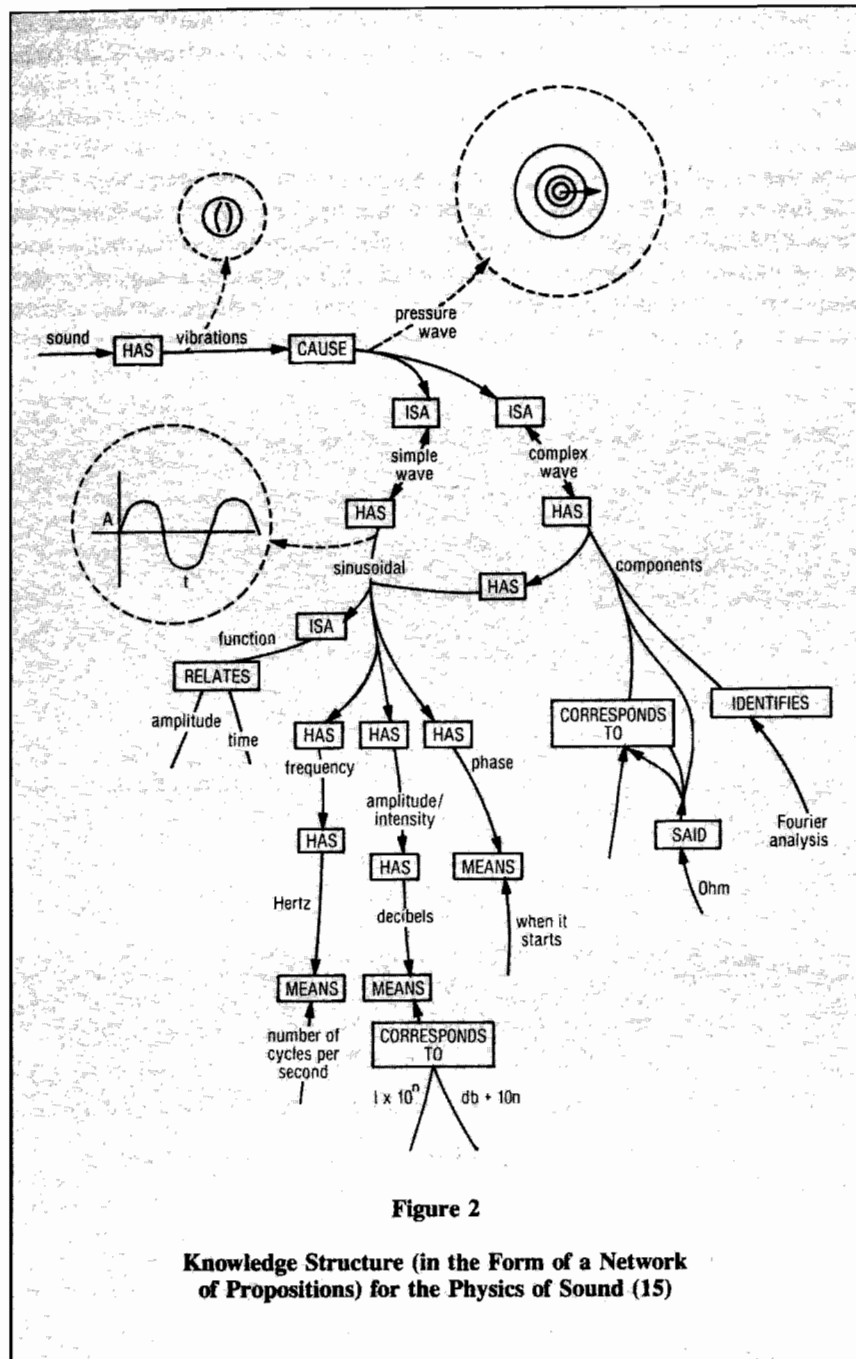 pressure
wave
sound
HAS
vibrations
CAUSE
ISA
ISA
simple
wave
complex
wave
A
t
HAS
HAS
sinusoidal
HAS
components
ISA
function
RELATES
amplitude
time
HAS
HAS
HAS
frequency
amplitude/
intensity
phase
CORRESPONDS
TO
IDENTIFIES
HAS
HAS
MEANS
SAID
Fourier
analysis
Ohm
Hertz
decibels
when it
starts
MEANS
MEANS
number of
cycles per
second
CORRESPONDS
TO
I x 10ⁿ
db + 10n
Figure 2
Knowledge Structure (in the Form of a Network
of Propositions) for the Physics of Sound (15)